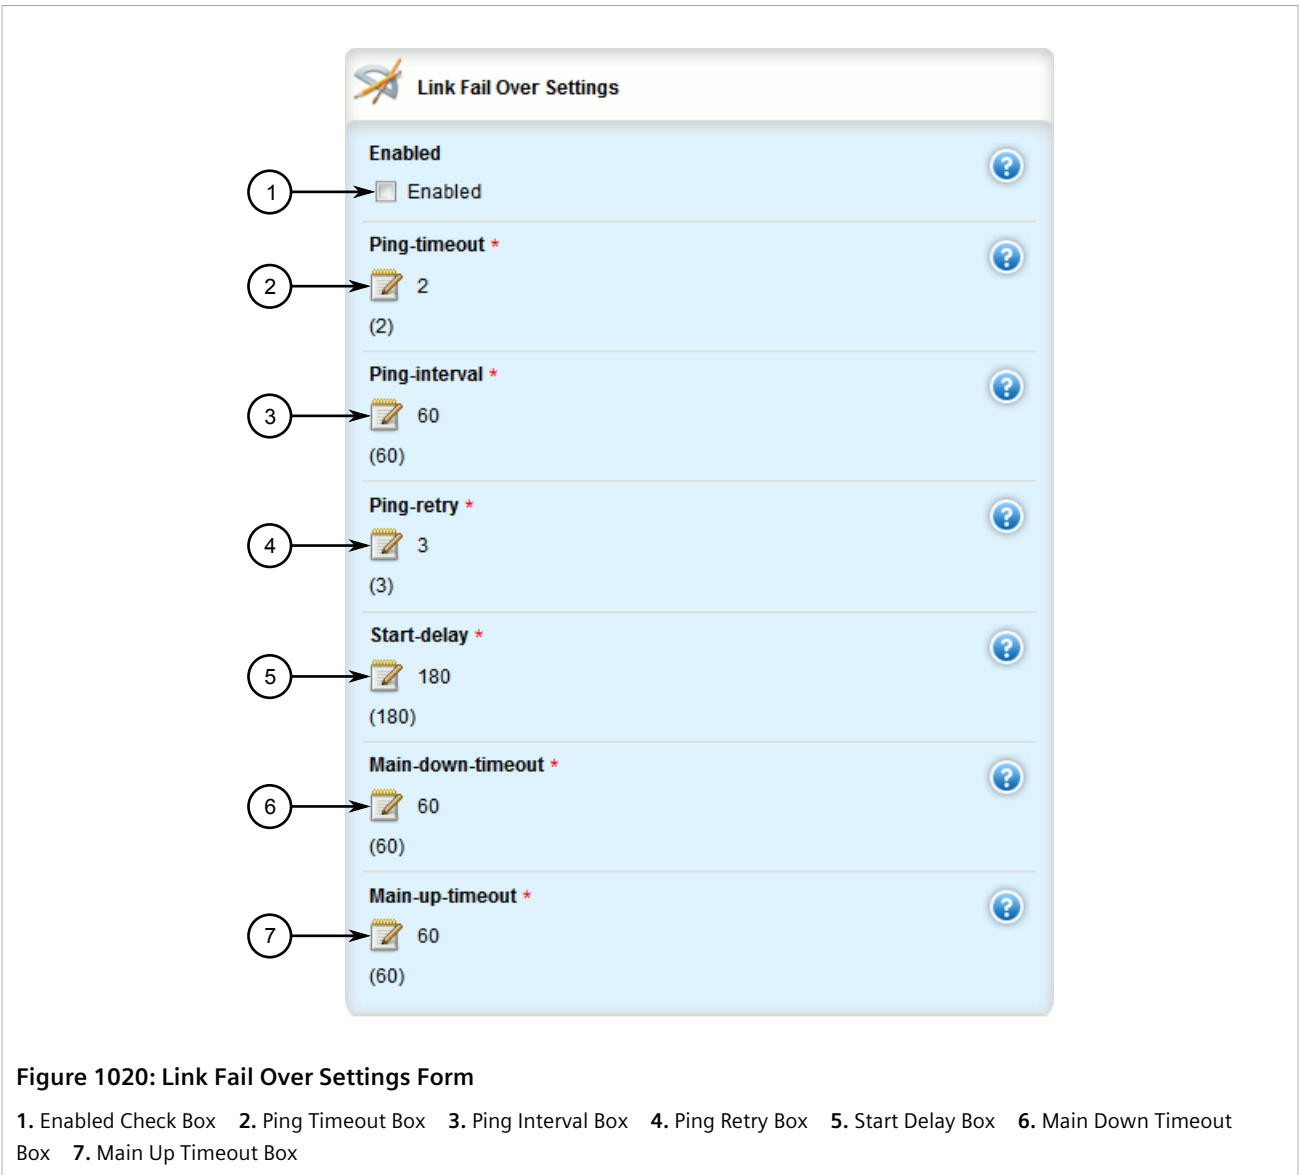 Link Fail Over Settings
Enabled
1 Enabled
Ping-timeout *
2 2
(2)
Ping-interval *
3 60
(60)
Ping-retry *
4 3
(3)
Start-delay *
5 180
(180)
Main-down-timeout *
6 60
(60)
Main-up-timeout *
7 60
(60)
Figure 1020: Link Fail Over Settings Form
1. Enabled Check Box 2. Ping Timeout Box 3. Ping Interval Box 4. Ping Retry Box 5. Start Delay Box 6. Main Down Timeout
Box 7. Main Up Timeout Box